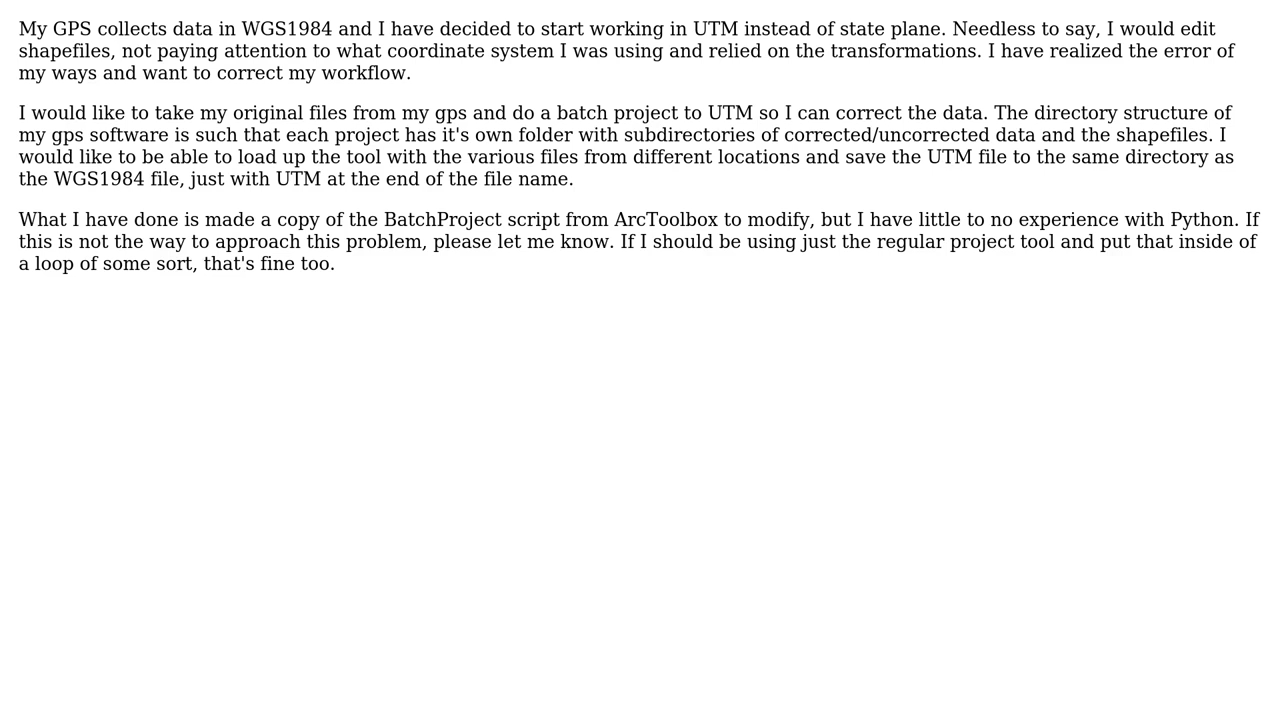 My GPS collects data in WGS1984 and I have decided to start working in UTM instead of state plane. Needless to say, I would edit
shapefiles, not paying attention to what coordinate system I was using and relied on the transformations. I have realized the error of
my ways and want to correct my workflow.
I would like to take my original files from my gps and do a batch project to UTM so I can correct the data. The directory structure of
my gps software is such that each project has it's own folder with subdirectories of corrected/uncorrected data and the shapefiles. I
would like to be able to load up the tool with the various files from different locations and save the UTM file to the same directory as
the WGS1984 file, just with UTM at the end of the file name.
What I have done is made a copy of the BatchProject script from ArcToolbox to modify, but I have little to no experience with Python. If
this is not the way to approach this problem, please let me know. If I should be using just the regular project tool and put that inside of
a loop of some sort, that's fine too.